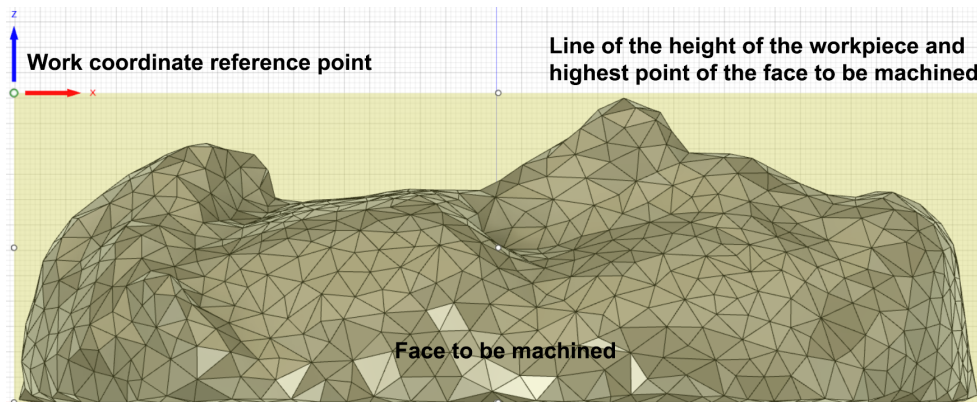 z
Work coordinate reference point
x
Line of the height of the workpiece and
highest point of the face to be machined
Face to be machined